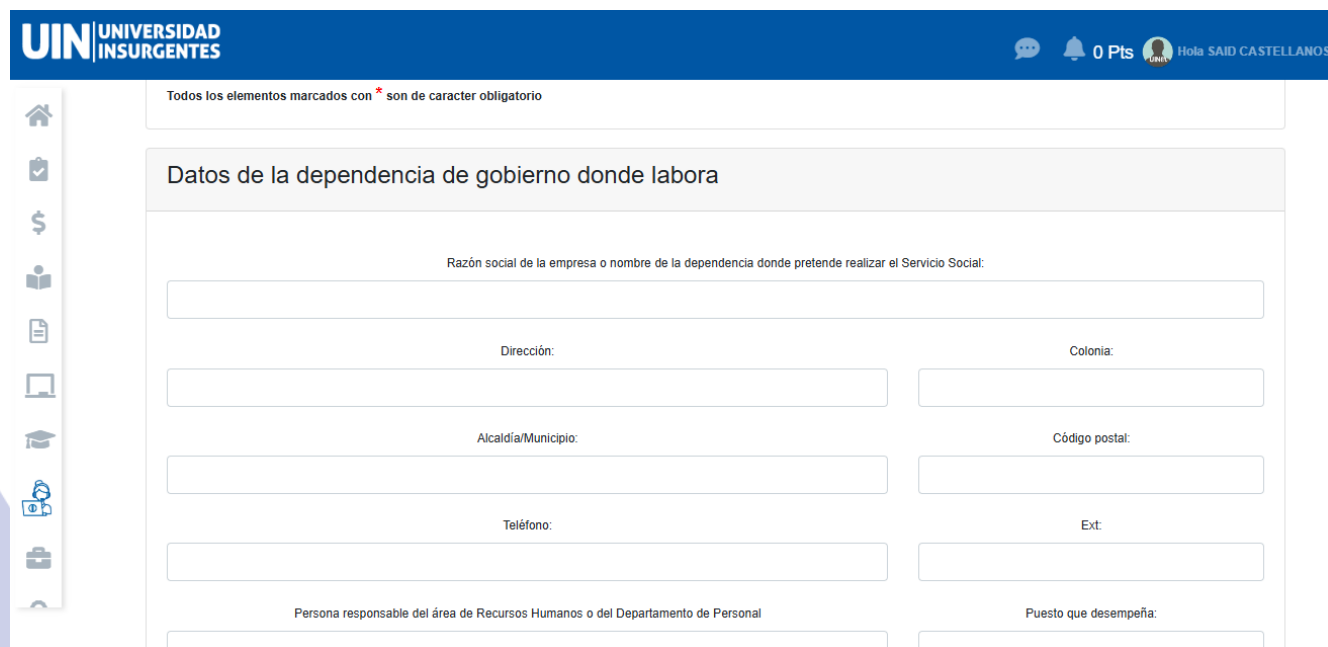 UIN UNIVERSIDAD
INSURGENTES
0 Pts Hola SAID CASTELLANOS
Todos los elementos marcados con * son de caracter obligatorio
Datos de la dependencia de gobierno donde labora
Razón social de la empresa o nombre de la dependencia donde pretende realizar el Servicio Social:
Dirección: Colonia:
Alcaldía/Municipio: Código postal:
Teléfono: Ext:
Persona responsable del área de Recursos Humanos o del Departamento de Personal Puesto que desempeña: